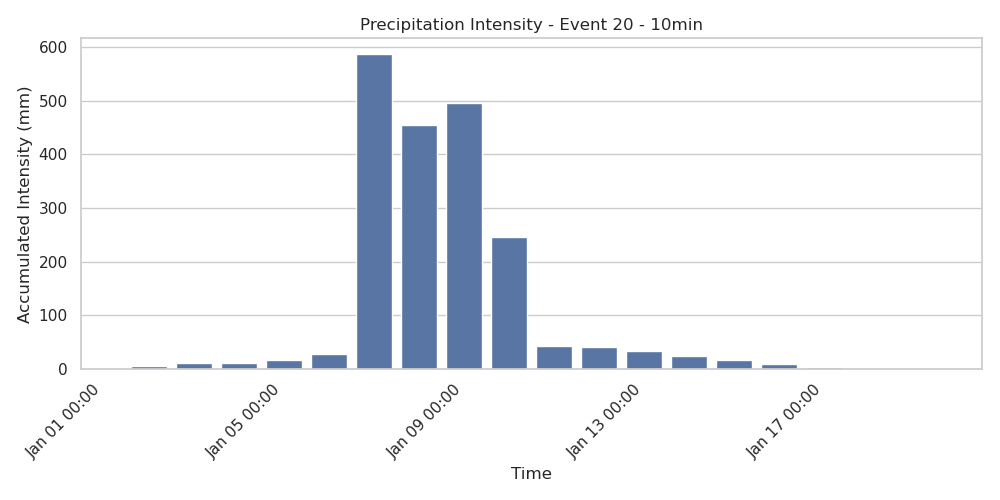 Precipitation Intensity - Event 20 - 10min
Accumulated Intensity (mm)
600
500
400
300
200
100
0
Jan 01 00:00
Jan 05 00:00
Jan 09 00:00
Jan 13 00:00
Jan 17 00:00
Time